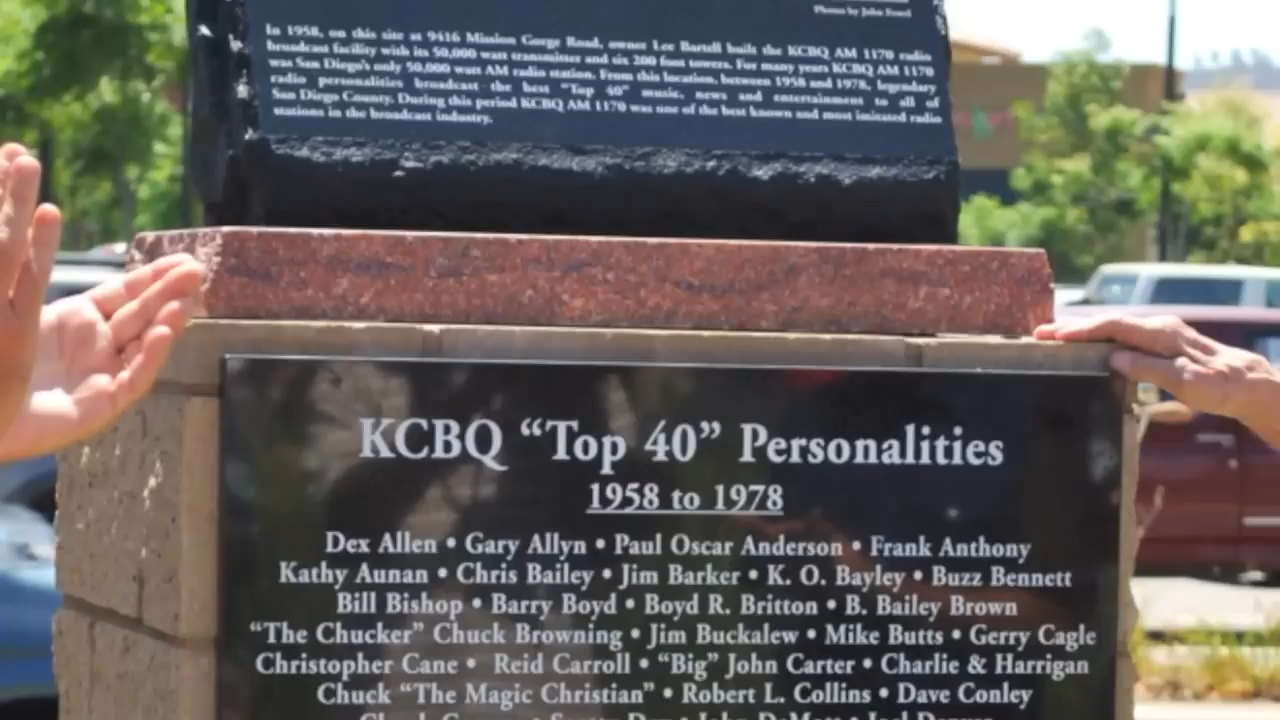 Photos by John Fowl
In 1958, on this site at 9416 Mission Gorge Road, owner Lee Bartell built the KCBQ AM 1170 radio
broadcast facility with its 50,000 watt transmitter and six 200 foot towers. For many years KCBQ AM 1170
was San Diego's only 50,000 watt AM radio station. From this location, between 1958 and 1978, legendary
radio personalities broadcast the best "Top 40" music, news and entertainment to all of
San Diego County. During this period KCBQ AM 1170 was one of the best known and most imitated radio
stations in the broadcast industry.
KCBQ “Top 40” Personalities
1958 to 1978
Dex Allen • Gary Allyn • Paul Oscar Anderson • Frank Anthony
Kathy Aunan • Chris Bailey • Jim Barker • K. O. Bayley • Buzz Bennett
Bill Bishop • Barry Boyd • Boyd R. Britton • B. Bailey Brown
“The Chucker” Chuck Browning • Jim Buckalew • Mike Butts • Gerry Cagle
Christopher Cane • Reid Carroll • “Big” John Carter • Charlie & Harrigan
Chuck “The Magic Christian” • Robert L. Collins • Dave Conley